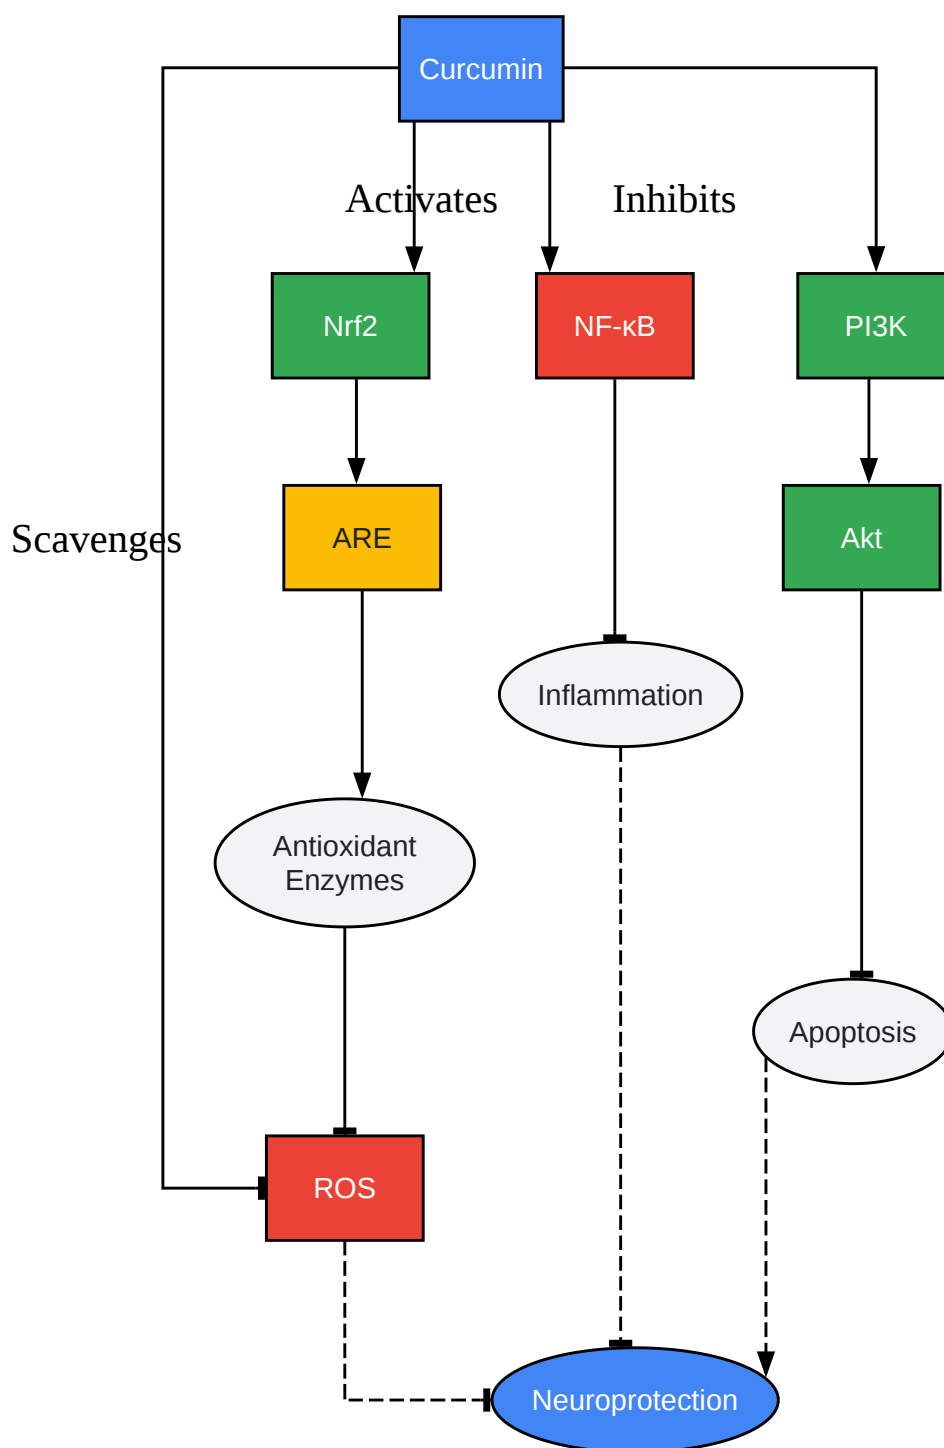 Curcumin
Activates
Inhibits
Nrf2
NF-κB
PI3K
Scavenges
ARE
Akt
Inflammation
Antioxidant
Enzymes
Apoptosis
ROS
Neuroprotection